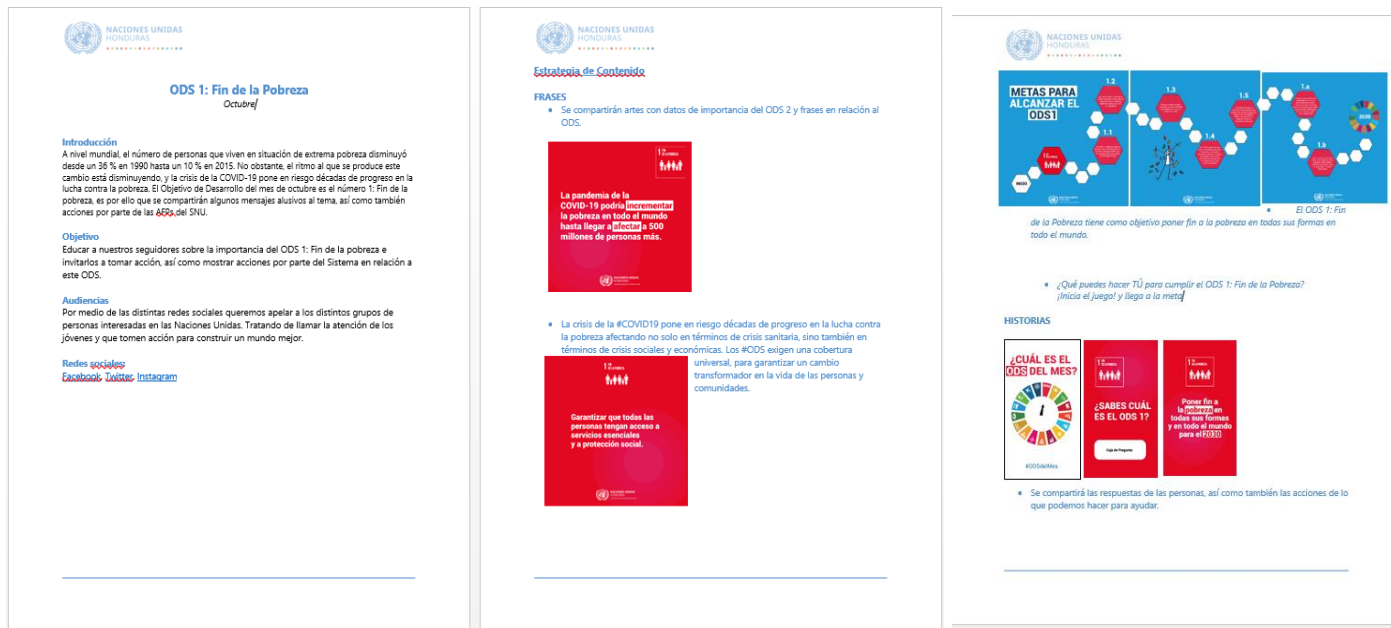 NACIONES UNIDAS
HONDURAS
ODS 1: Fin de la Pobreza
Octubre
Introducción
A nivel mundial, el número de personas que viven en situación de extrema pobreza disminuyó
desde un 36 % en 1990 hasta un 10 % en 2015. No obstante, el ritmo al que se produce este
cambio está disminuyendo, y la crisis de la COVID-19 pone en riesgo décadas de progreso en la
lucha contra la pobreza. El Objetivo de Desarrollo del mes de octubre es el número 1: Fin de la
pobreza, es por ello que se compartirán algunos mensajes alusivos al tema, así como también
acciones por parte de las AFPs del SNU.
Objetivo
Educar a nuestros seguidores sobre la importancia del ODS 1: Fin de la pobreza e
invitarlos a tomar acción, así como mostrar acciones por parte del Sistema en relación a
este ODS.
Audiencias
Por medio de las distintas redes sociales queremos apelar a los distintos grupos de
personas interesadas en las Naciones Unidas. Tratando de llamar la atención de los
jóvenes y que tomen acción para construir un mundo mejor.
Redes sociales:
Facebook, Twitter, Instagram
NACIONES UNIDAS
HONDURAS
Estrategia de Contenido
FRASES
• Se compartirán artes con datos de importancia del ODS 2 y frases en relación al
ODS.
La pandemia de la
COVID-19 podría incrementar
la pobreza en todo el mundo
hasta llegar a afectar a 500
millones de personas más.
• La crisis de la #COVID19 pone en riesgo décadas de progreso en la lucha contra
la pobreza afectando no solo en términos de crisis sanitaria, sino también en
términos de crisis sociales y económicas. Los #ODS exigen una cobertura
universal, para garantizar un cambio
transformador en la vida de las personas y
comunidades.
Garantizar que todas las
personas tengan acceso a
servicios esenciales
y a protección social.
NACIONES UNIDAS
HONDURAS
METAS PARA
ALCANZAR EL
ODS1
INICIO
1.1
1.2
1.3
1.4
1.5
1.a
1.b
2030
• El ODS 1: Fin
de la Pobreza tiene como objetivo poner fin a la pobreza en todas sus formas en
todo el mundo.
• ¿Qué puedes hacer TÚ para cumplir el ODS 1: Fin de la Pobreza?
¡Inicia el juego! y llega a la meta
HISTORIAS
¿CUÁL ES EL
ODS DEL MES?
#ODSdelMes
¿SABES CUÁL
ES EL ODS 1?
Caja de Pregunta
Poner fin a
la pobreza en
todas sus formas
y en todo el mundo
para el 2030
• Se compartirá las respuestas de las personas, así como también las acciones de lo
que podemos hacer para ayudar.